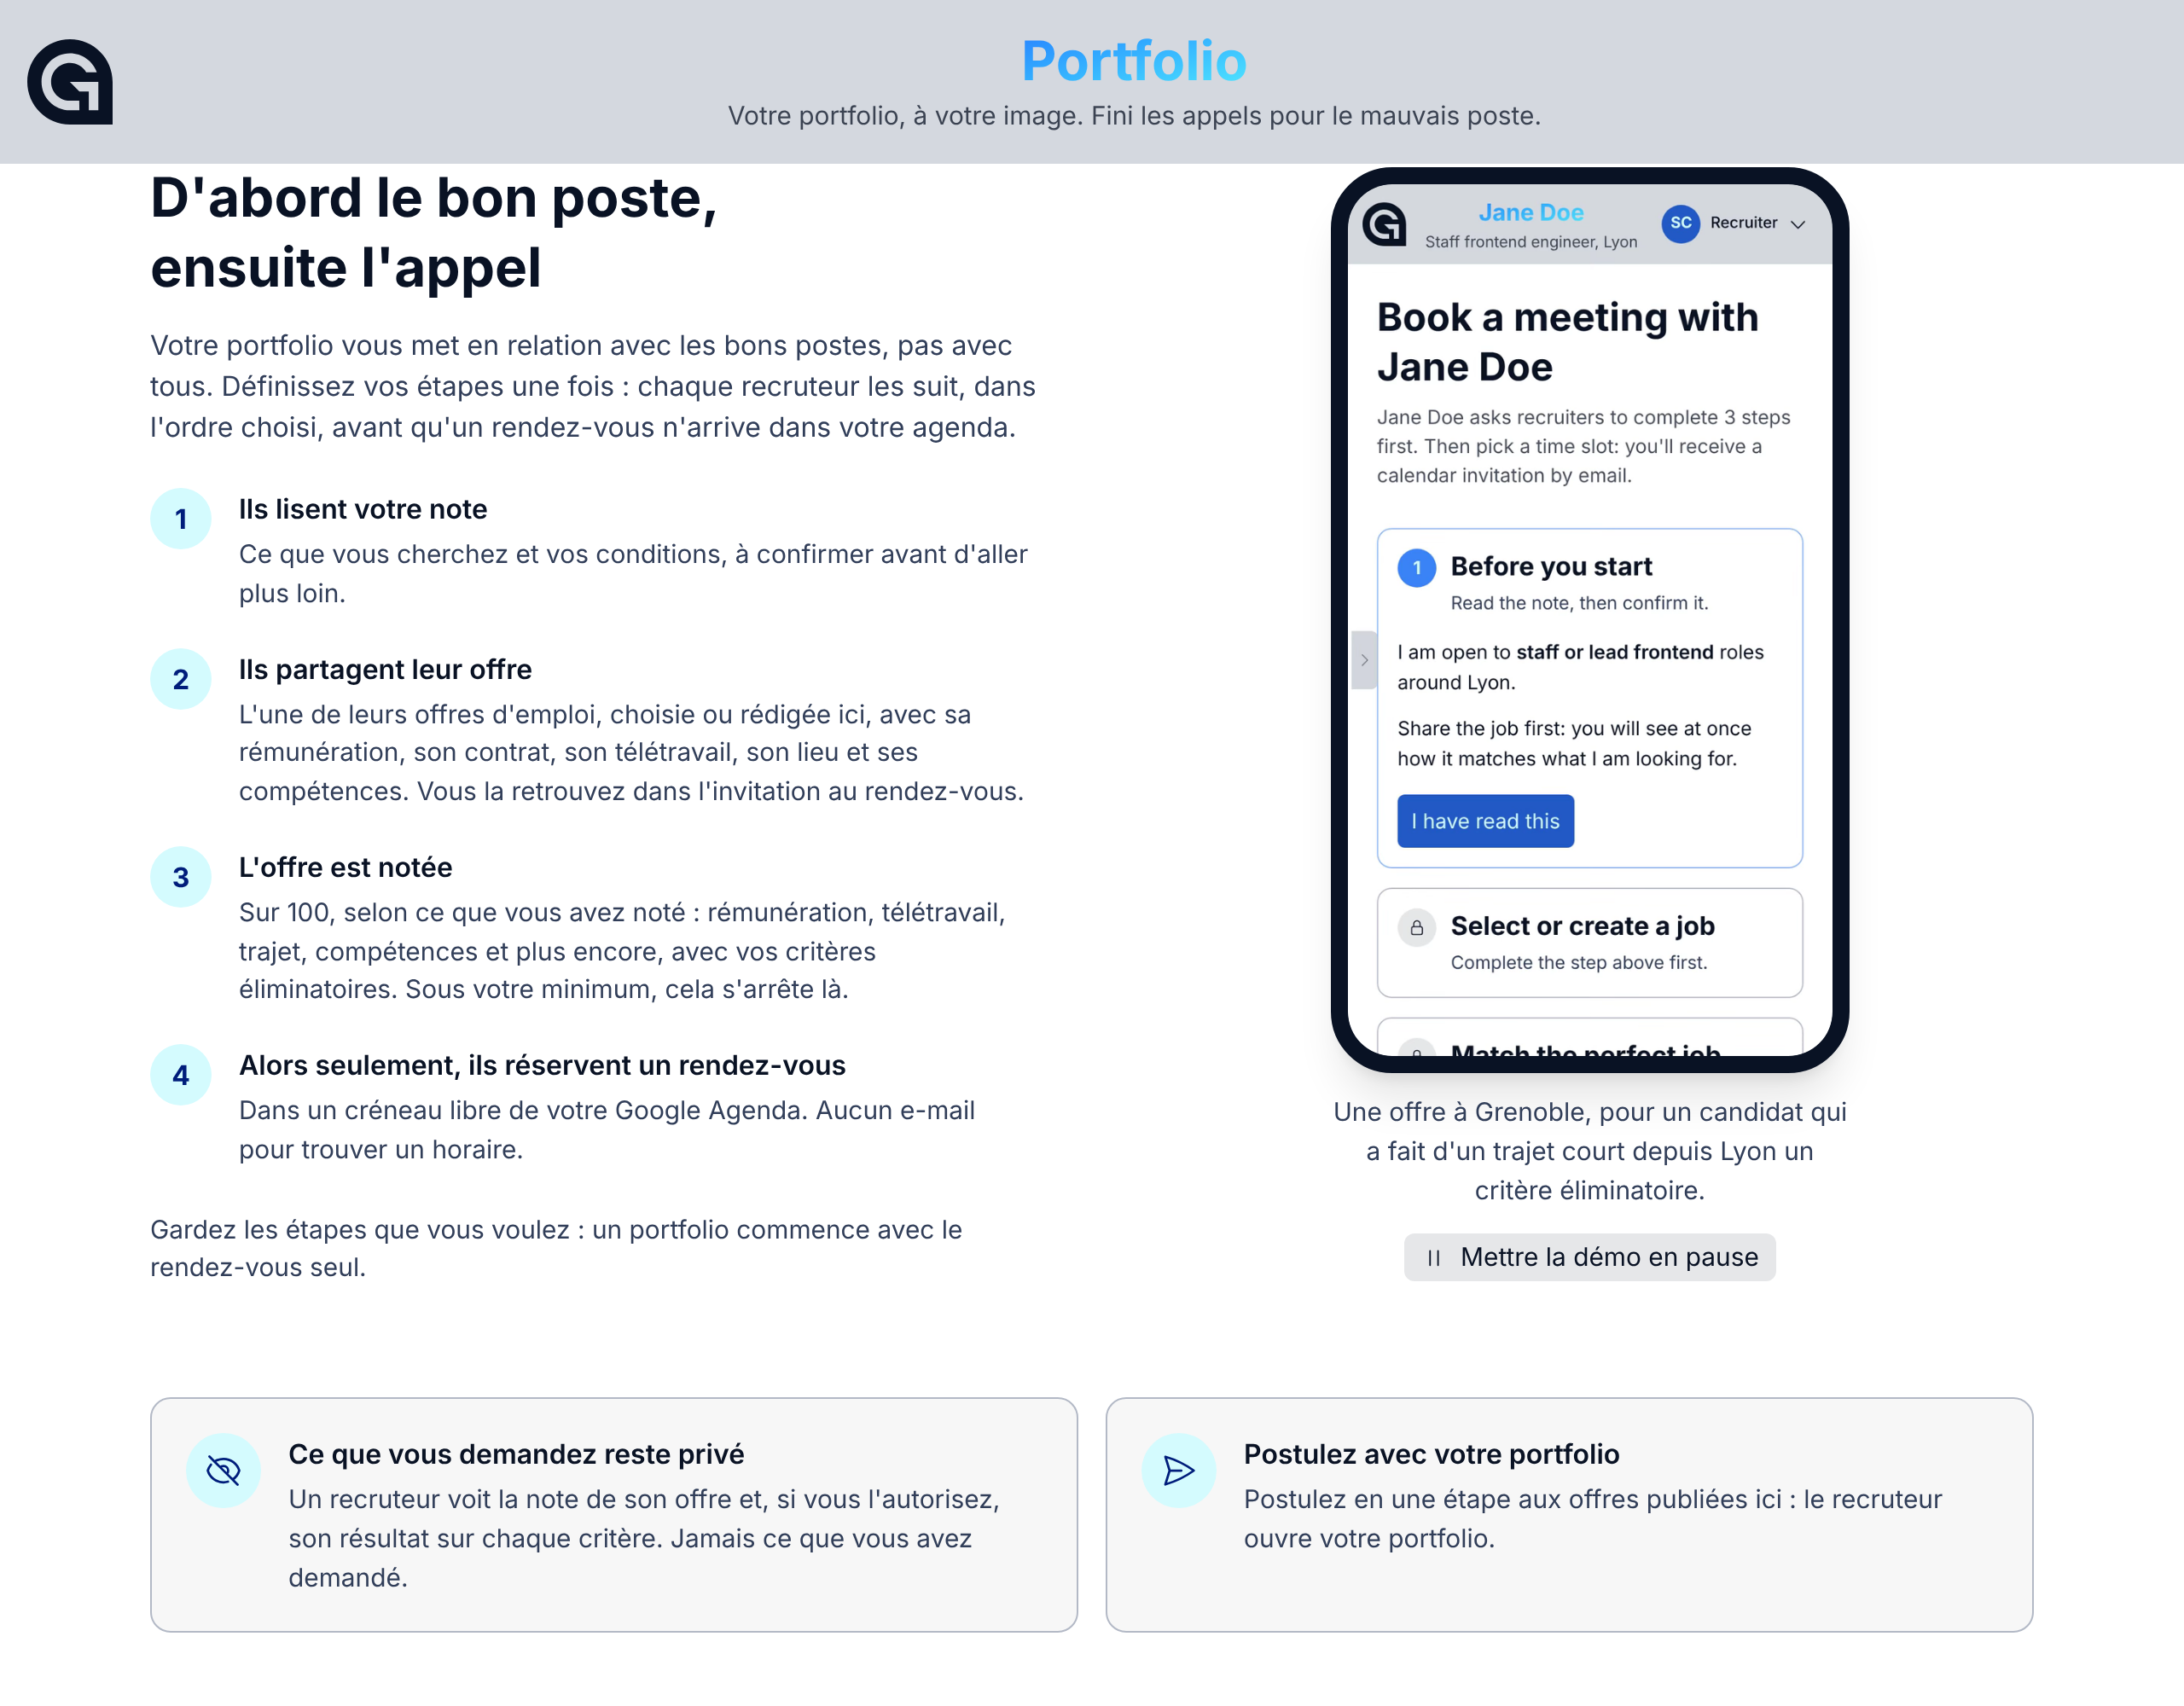 Portfolio
Votre portfolio, à votre image. Fini les appels pour le mauvais poste.
D'abord le bon poste,
ensuite l'appel
Votre portfolio vous met en relation avec les bons postes, pas avec
tous. Définissez vos étapes une fois : chaque recruteur les suit, dans
l'ordre choisi, avant qu'un rendez-vous n'arrive dans votre agenda.
1
Ils lisent votre note
Ce que vous cherchez et vos conditions, à confirmer avant d'aller
plus loin.
2
Ils partagent leur offre
L'une de leurs offres d'emploi, choisie ou rédigée ici, avec sa
rémunération, son contrat, son télétravail, son lieu et ses
compétences. Vous la retrouvez dans l'invitation au rendez-vous.
3
L'offre est notée
Sur 100, selon ce que vous avez noté : rémunération, télétravail,
trajet, compétences et plus encore, avec vos critères
éliminatoires. Sous votre minimum, cela s'arrête là.
4
Alors seulement, ils réservent un rendez-vous
Dans un créneau libre de votre Google Agenda. Aucun e-mail
pour trouver un horaire.
Gardez les étapes que vous voulez : un portfolio commence avec le
rendez-vous seul.
Jane Doe
Staff frontend engineer, Lyon
SC
Recruiter
Book a meeting with
Jane Doe
Jane Doe asks recruiters to complete 3 steps
first. Then pick a time slot: you'll receive a
calendar invitation by email.
1
Before you start
Read the note, then confirm it.
I am open to staff or lead frontend roles
around Lyon.
Share the job first: you will see at once
how it matches what I am looking for.
I have read this
Select or create a job
Complete the step above first.
Match the perfect job
Une offre à Grenoble, pour un candidat qui
a fait d'un trajet court depuis Lyon un
critère éliminatoire.
Mettre la démo en pause
Ce que vous demandez reste privé
Un recruteur voit la note de son offre et, si vous l'autorisez,
son résultat sur chaque critère. Jamais ce que vous avez
demandé.
Postulez avec votre portfolio
Postulez en une étape aux offres publiées ici : le recruteur
ouvre votre portfolio.